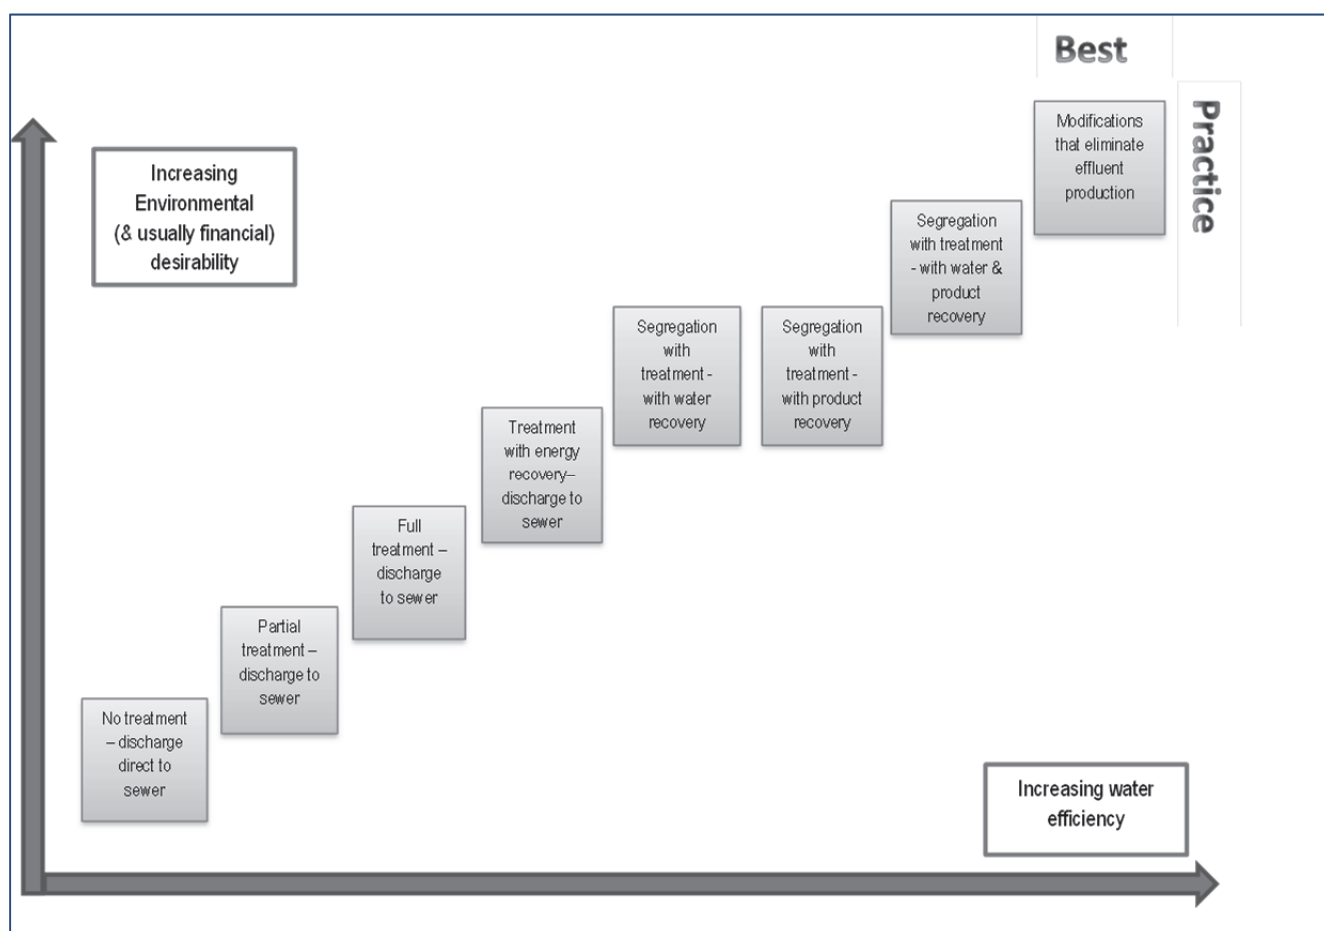 Best
Practice
Increasing
Environmental
(& usually financial)
desirability
Modifications
that eliminate
effluent
production
Segregation
with treatment
- with water &
product
recovery
Segregation
with
treatment -
with water
recovery
Segregation
with
treatment -
with product
recovery
Treatment
with energy
recovery–
discharge to
sewer
Full
treatment –
discharge
to sewer
Partial
treatment –
discharge to
sewer
No treatment
– discharge
direct to
sewer
Increasing water
efficiency